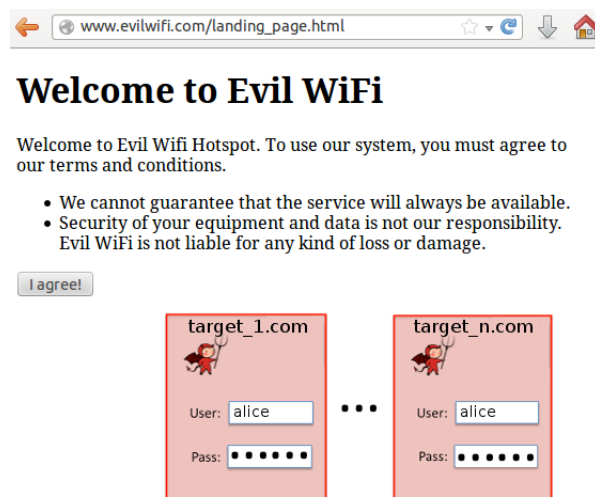 www.evilwifi.com/landing_page.html
Welcome to Evil WiFi
Welcome to Evil Wifi Hotspot. To use our system, you must agree to
our terms and conditions.
• We cannot guarantee that the service will always be available.
• Security of your equipment and data is not our responsibility.
Evil WiFi is not liable for any kind of loss or damage.
I agree!
target_1.com
User: alice
Pass: ••••••
•••
target_n.com
User: alice
Pass: ••••••